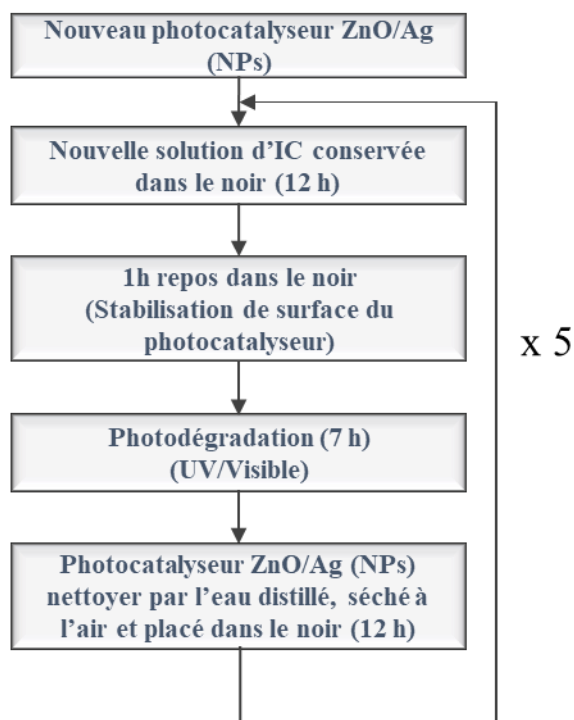 Nouveau photocatalyseur ZnO/Ag
(NPs)
Nouvelle solution d'IC conservée
dans le noir (12 h)
1h repos dans le noir
(Stabilisation de surface du
photocatalyseur)
x 5
Photodégradation (7 h)
(UV/Visible)
Photocatalyseur ZnO/Ag (NPs)
nettoyer par l'eau distillé, séché à
l'air et placé dans le noir (12 h)